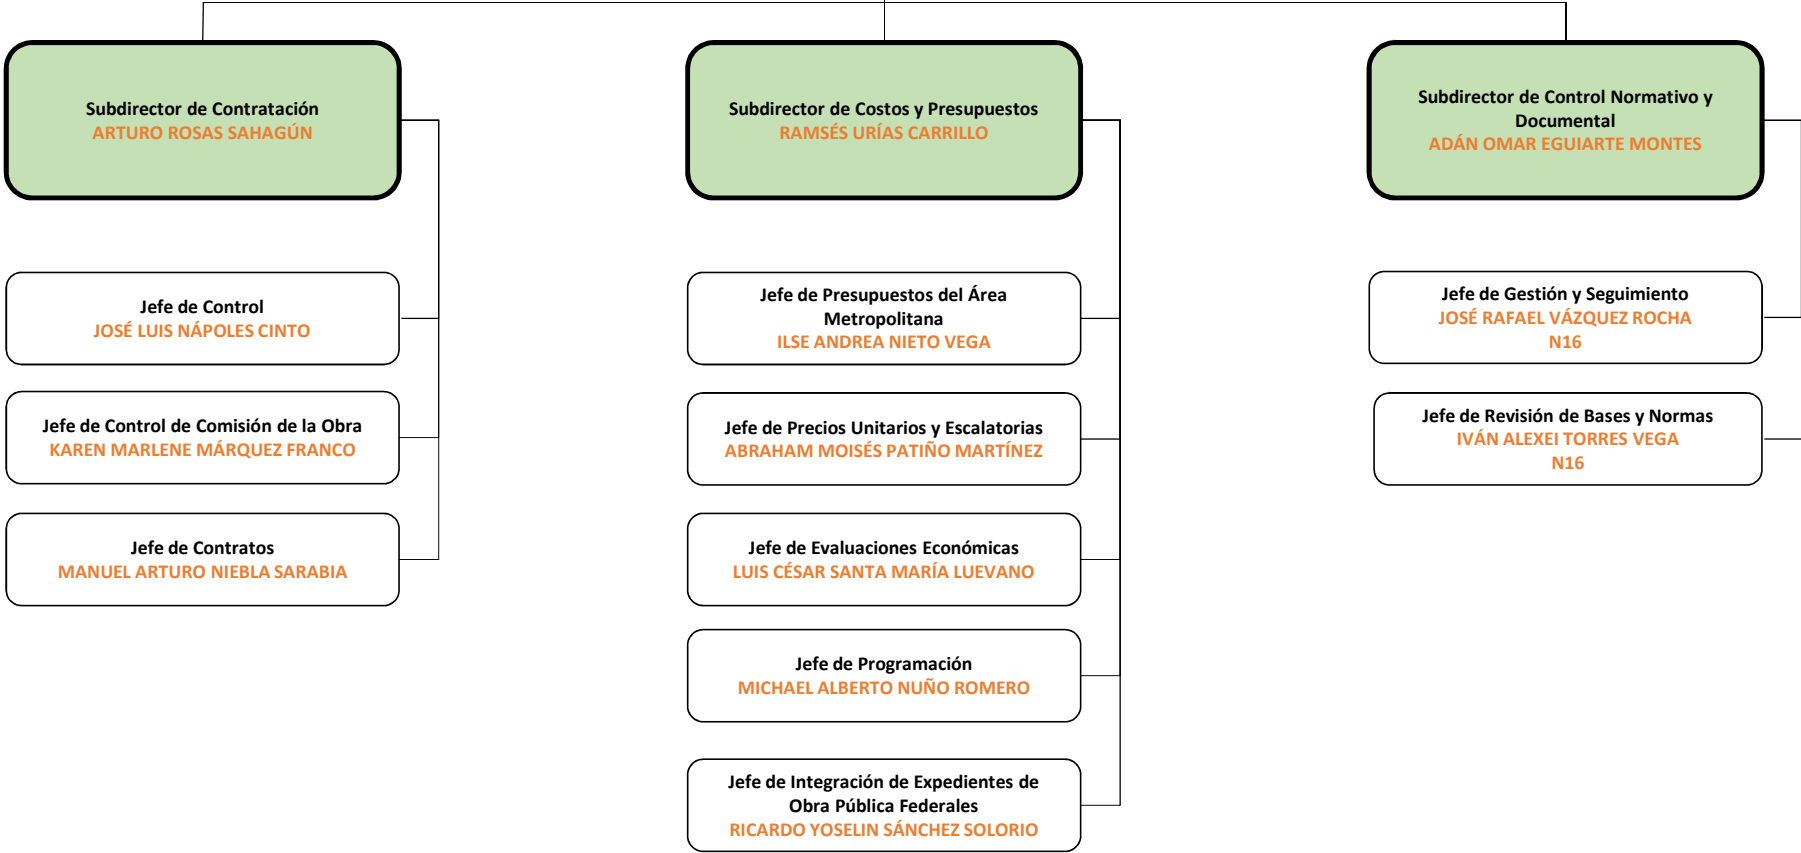 Subdirector de Contratación
ARTURO ROSAS SAHAGÚN
Jefe de Control
JOSÉ LUIS NÁPOLES CINTO
Jefe de Control de Comisión de la Obra
KAREN MARLENE MÁRQUEZ FRANCO
Jefe de Contratos
MANUEL ARTURO NIEBLA SARABIA
Subdirector de Costos y Presupuestos
RAMSÉS URÍAS CARRILLO
Jefe de Presupuestos del Área
Metropolitana
ILSE ANDREA NIETO VEGA
Jefe de Precios Unitarios y Escalatorias
ABRAHAM MOISÉS PATIÑO MARTÍNEZ
Jefe de Evaluaciones Económicas
LUIS CÉSAR SANTA MARÍA LUEVANO
Jefe de Programación
MICHAEL ALBERTO NUÑO ROMERO
Jefe de Integración de Expedientes de
Obra Pública Federales
RICARDO YOSELIN SÁNCHEZ SOLORIO
Subdirector de Control Normativo y
Documental
ADÁN OMAR EGUIARTE MONTES
Jefe de Gestión y Seguimiento
JOSÉ RAFAEL VÁZQUEZ ROCHA
N16
Jefe de Revisión de Bases y Normas
IVÁN ALEXEI TORRES VEGA
N16